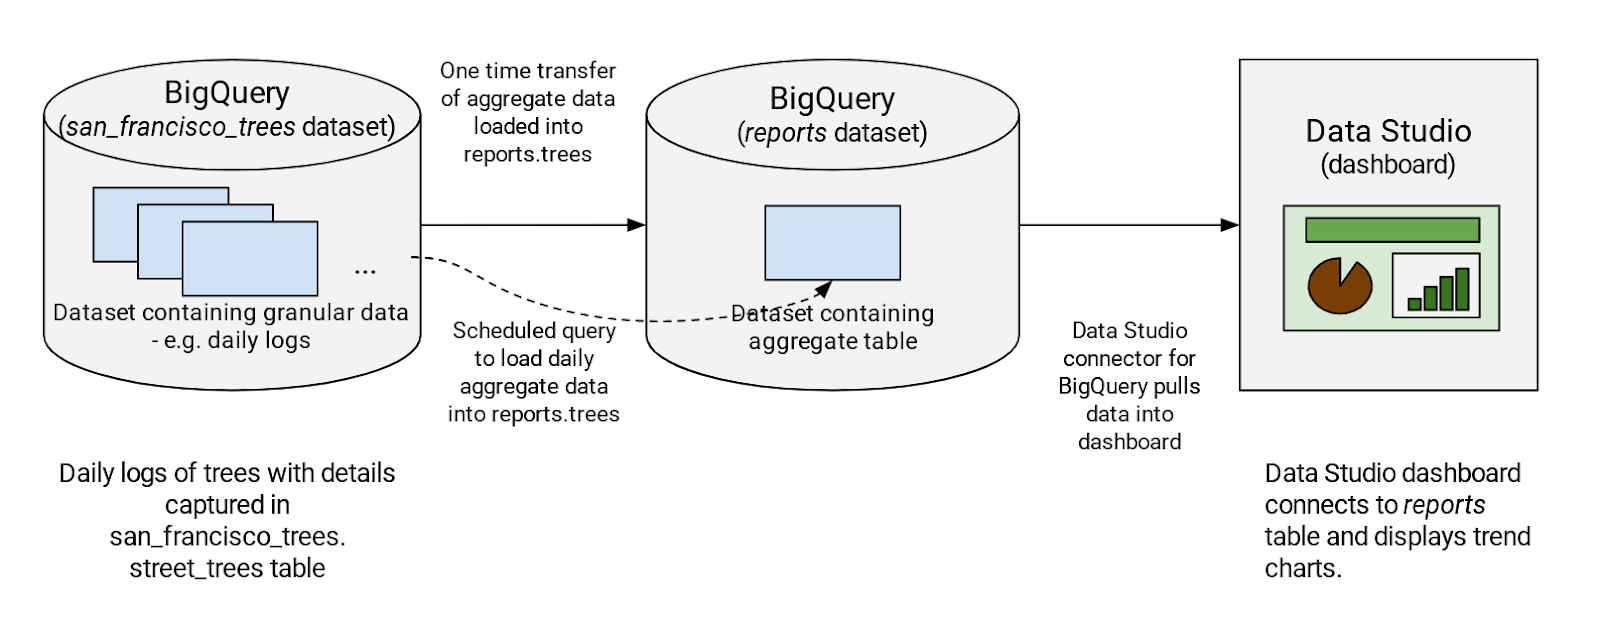 BigQuery
(san_francisco_trees dataset)
...
Dataset containing granular data
- e.g. daily logs
Daily logs of trees with details
captured in
san_francisco_trees.
street_trees table
One time transfer
of aggregate data
loaded into
reports.trees
Scheduled query
to load daily
aggregate data
into reports.trees
BigQuery
(reports dataset)
Dataset containing
aggregate table
Data Studio
connector for
BigQuery pulls
data into
dashboard
Data Studio
(dashboard)
Data Studio dashboard
connects to reports
table and displays trend
charts.